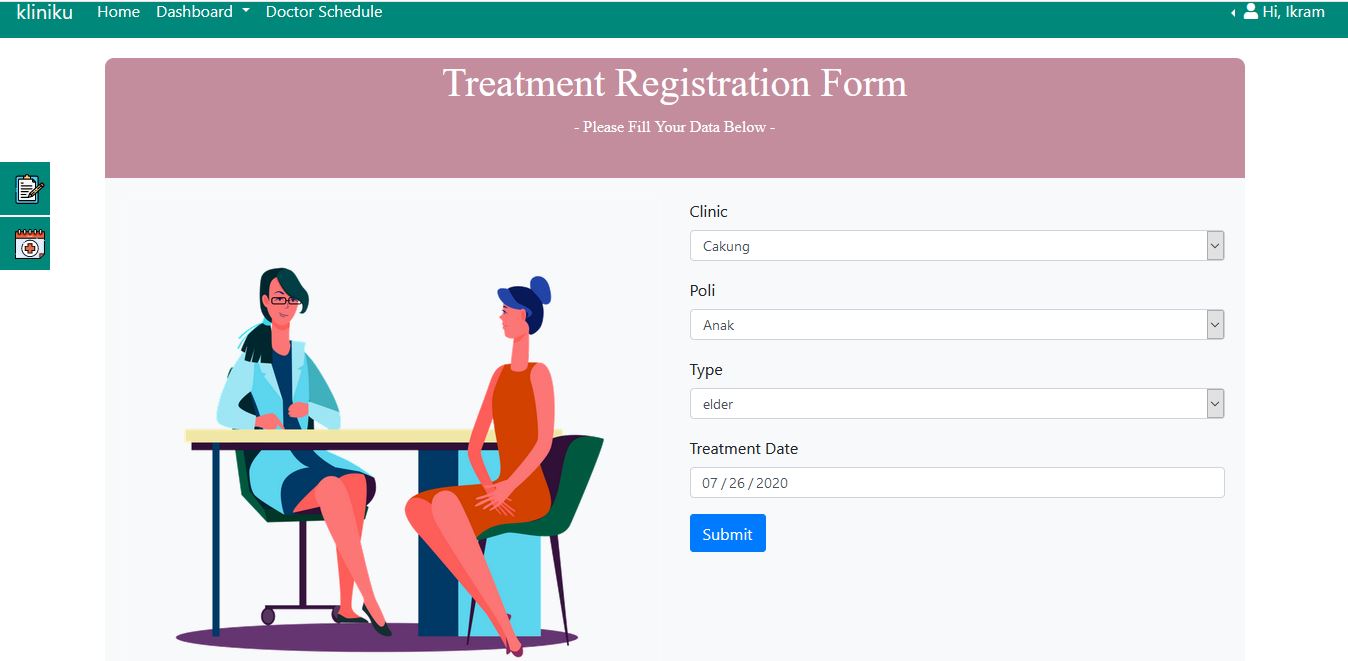 kliniku Home Dashboard Doctor Schedule Hi, Ikram
Treatment Registration Form
- Please Fill Your Data Below -
Clinic
Cakung
Poli
Anak
Type
elder
Treatment Date
07 / 26 / 2020
Submit